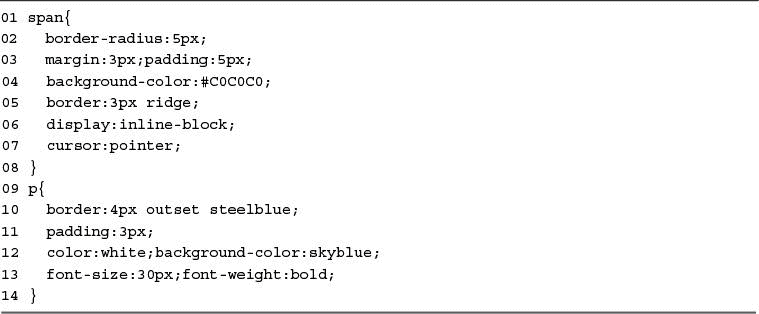 01 span{
02   border-radius:5px;
03   margin:3px;padding:5px;
04   background-color:#C0C0C0;
05   border:3px ridge;
06   display:inline-block;
07   cursor:pointer;
08 }
09 p{
10   border:4px outset steelblue;
11   padding:3px;
12   color:white;background-color:skyblue;
13   font-size:30px;font-weight:bold;
14 }